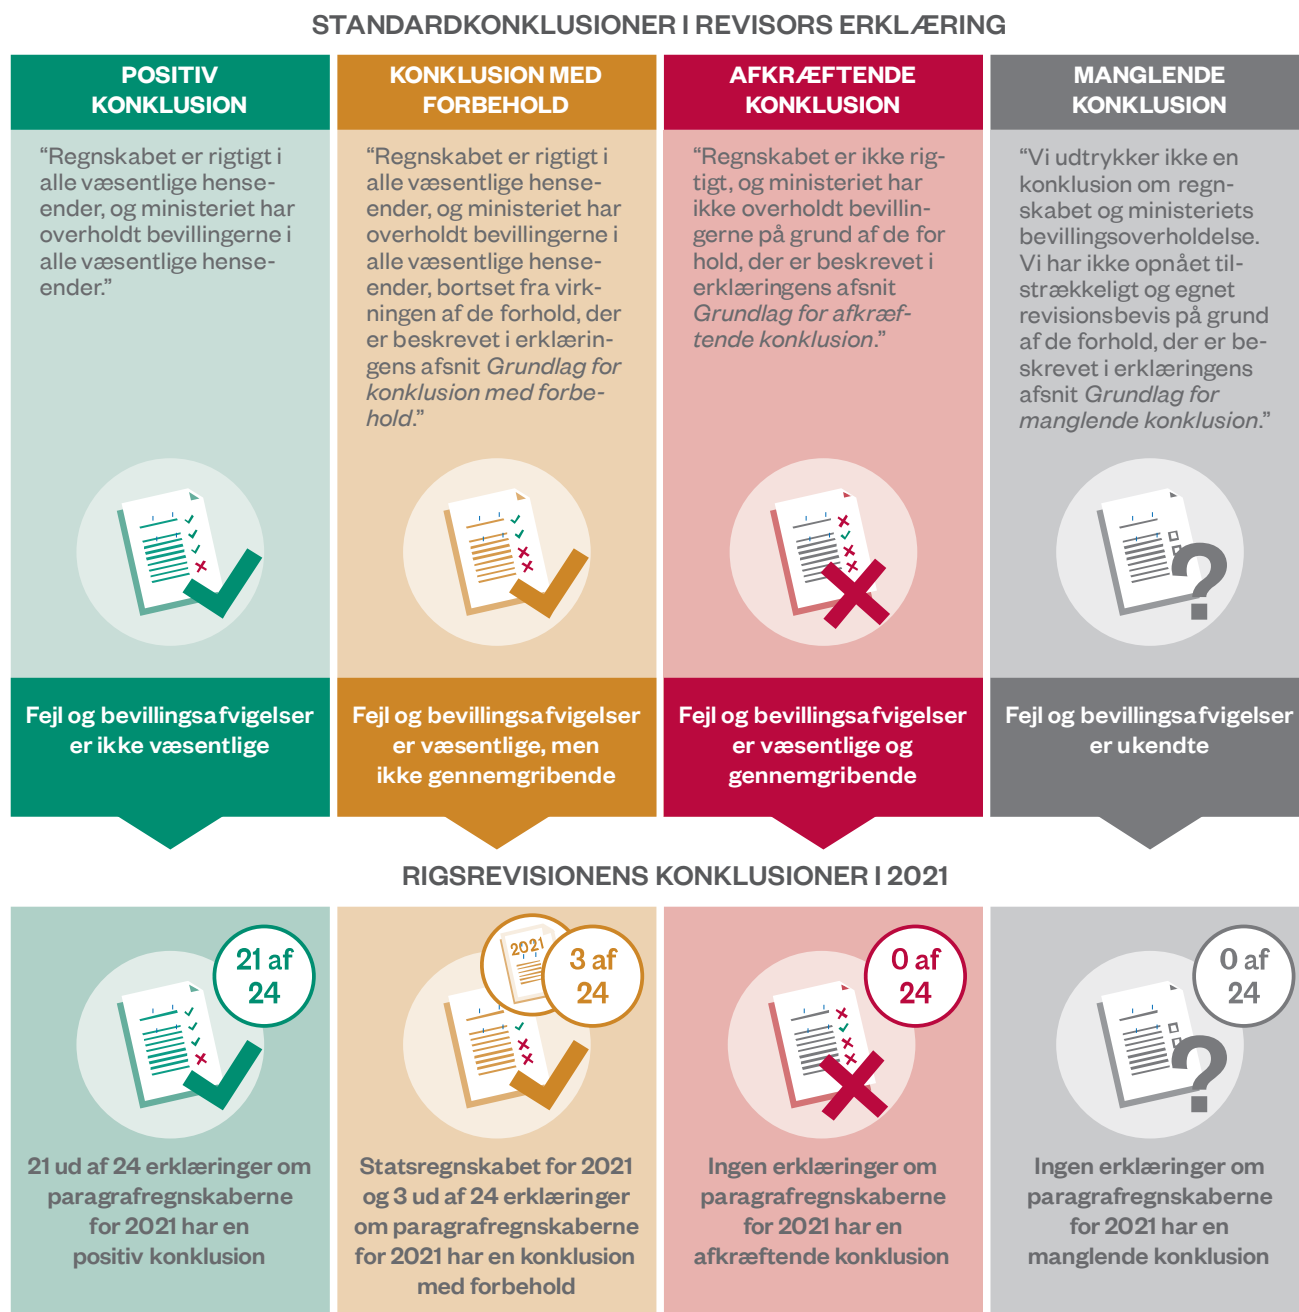 STANDARDKONKLUSIONER I REVISORS ERKLÆRING
POSITIV
KONKLUSION
“Regnskabet er rigtigt i
alle væsentlige hense-
ender, og ministeriet har
overholdt bevillingerne i
alle væsentlige hense-
ender.”
Fejl og bevillingsafvigelser
er ikke væsentlige
KONKLUSION MED
FORBEHOLD
“Regnskabet er rigtigt i
alle væsentlige hense-
ender, og ministeriet har
overholdt bevillingerne i
alle væsentlige hense-
ender, bortset fra virk-
ningen af de forhold, der
er beskrevet i erklærin-
gens afsnit Grundlag for
konklusion med forbe-
hold.”
Fejl og bevillingsafvigelser
er væsentlige, men
ikke gennemgribende
AFKRÆFTENDE
KONKLUSION
“Regnskabet er ikke rig-
tigt, og ministeriet har
ikke overholdt bevillin-
gerne på grund af de for
hold, der er beskrevet i
erklæringens afsnit
Grundlag for afkræf-
tende konklusion.”
Fejl og bevillingsafvigelser
er væsentlige og
gennemgribende
MANGLENDE
KONKLUSION
“Vi udtrykker ikke en
konklusion om regn-
skabet og ministeriets
bevillingsoverholdelse.
Vi har ikke opnået til-
strækkeligt og egnet
revisionsbevis på grund
af de forhold, der er be-
skrevet i erklæringens
afsnit Grundlag for
manglende konklusion.”
Fejl og bevillingsafvigelser
er ukendte
RIGSREVISIONENS KONKLUSIONER I 2021
21 af
24
21 ud af 24 erklæringer om
paragrafregnskaberne
for 2021 har en
positiv konklusion
2021
3 af
24
Statsregnskabet for 2021
og 3 ud af 24 erklæringer
om paragrafregnskaberne
for 2021 har en konklusion
med forbehold
0 af
24
Ingen erklæringer om
paragrafregnskaberne
for 2021 har en
afkræftende konklusion
0 af
24
Ingen erklæringer om
paragrafregnskaberne
for 2021 har en
manglende konklusion